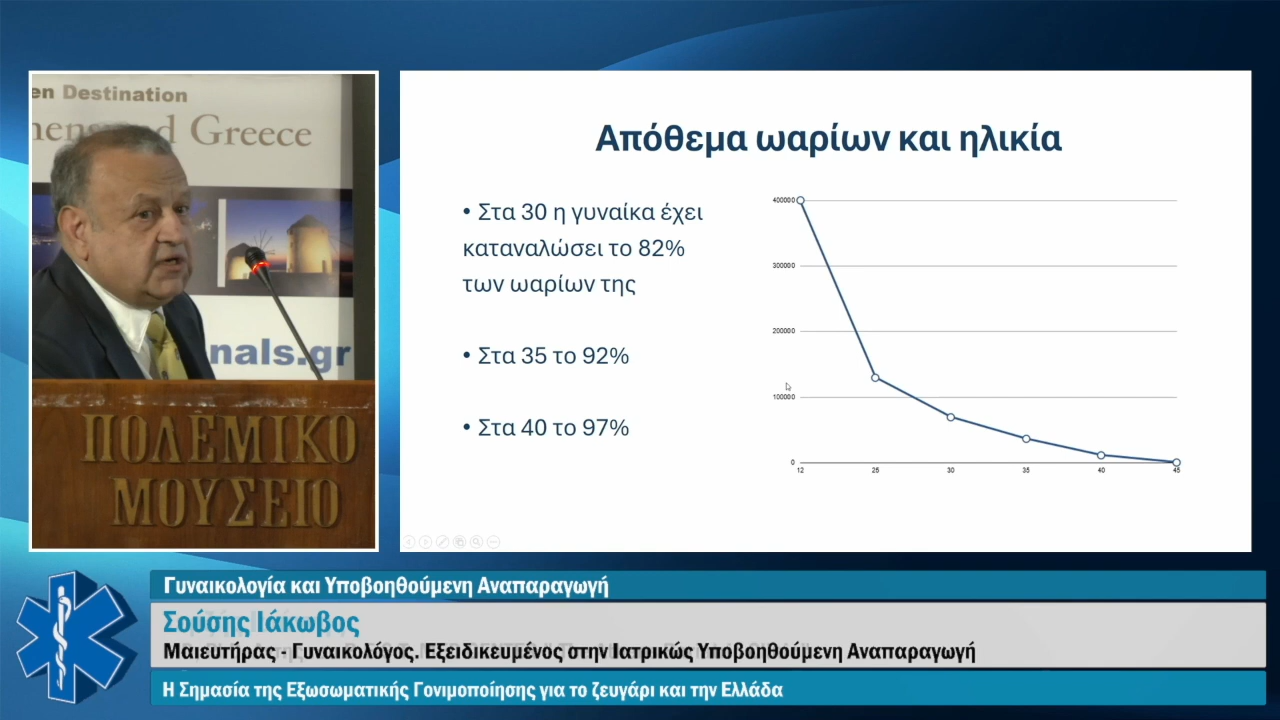 en Destination
hens and Greece
nals.gr
ΠΟΛΕΜΙΚΟ
ΜΟΥΣΕΙΟ
Απόθεμα ωαρίων και ηλικία
• Στα 30 η γυναίκα έχει
καταναλώσει το 82%
των ωαρίων της
• Στα 35 το 92%
• Στα 40 το 97%
400000
300000
200000
100000
0
12 25 30 35 40 45
Γυναικολογία και Υποβοηθούμενη Αναπαραγωγή
Σούσης Ιάκωβος
Μαιευτήρας - Γυναικολόγος. Εξειδικευμένος στην Ιατρικώς Υποβοηθούμενη Αναπαραγωγή
Η Σημασία της Εξωσωματικής Γονιμοποίησης για το ζευγάρι και την Ελλάδα